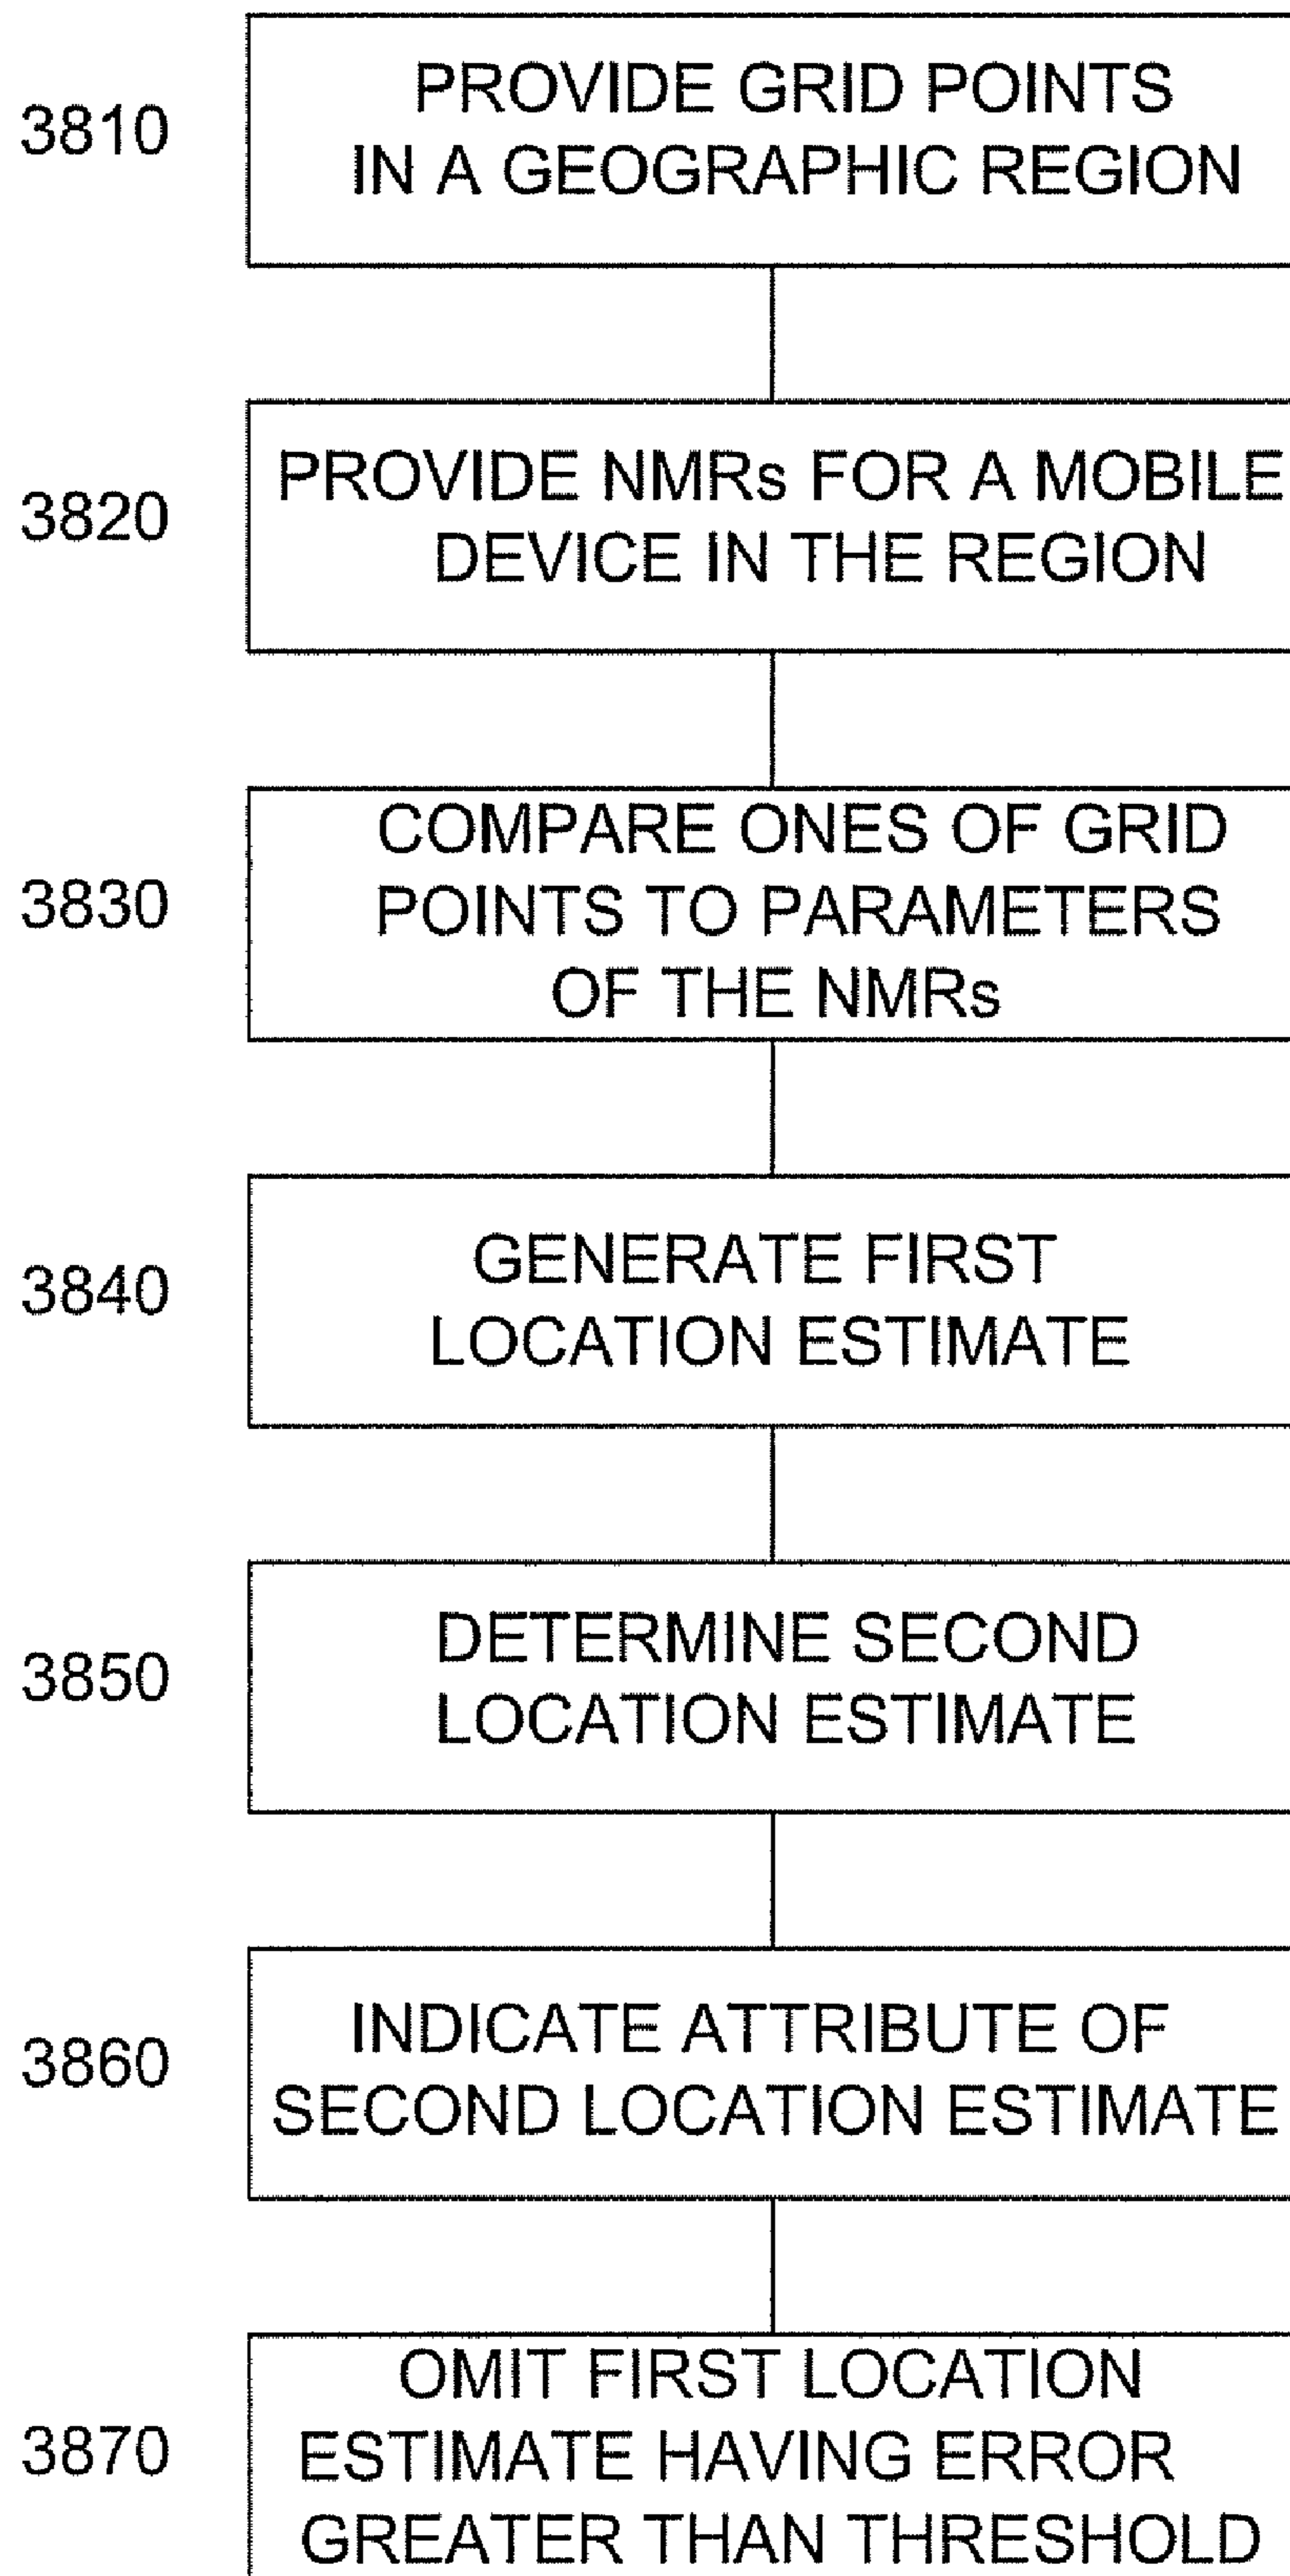 3810
PROVIDE GRID POINTS
IN A GEOGRAPHIC REGION
3820
PROVIDE NMRs FOR A MOBILE
DEVICE IN THE REGION
3830
COMPARE ONES OF GRID
POINTS TO PARAMETERS
OF THE NMRs
3840
GENERATE FIRST
LOCATION ESTIMATE
3850
DETERMINE SECOND
LOCATION ESTIMATE
3860
INDICATE ATTRIBUTE OF
SECOND LOCATION ESTIMATE
3870
OMIT FIRST LOCATION
ESTIMATE HAVING ERROR
GREATER THAN THRESHOLD